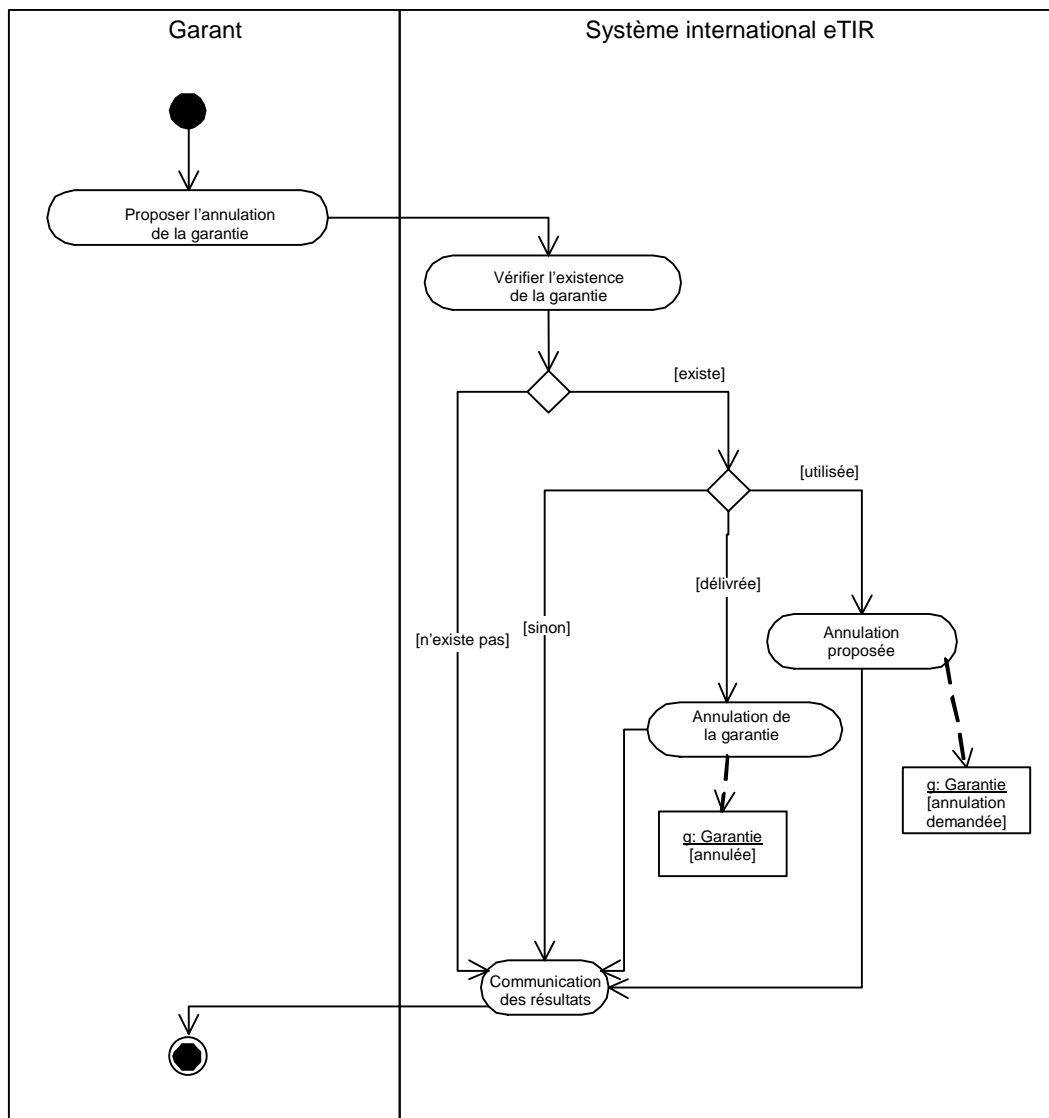 Garant
Système international eTIR
Proposer l’annulation
de la garantie
Vérifier l’existence
de la garantie
[existe]
[utilisée]
[délivrée]
[sinon]
[n’existe pas]
Annulation
proposée
Annulation de
la garantie
g: Garantie
[annulation
demandée]
g: Garantie
[annulée]
Communication
des résultats